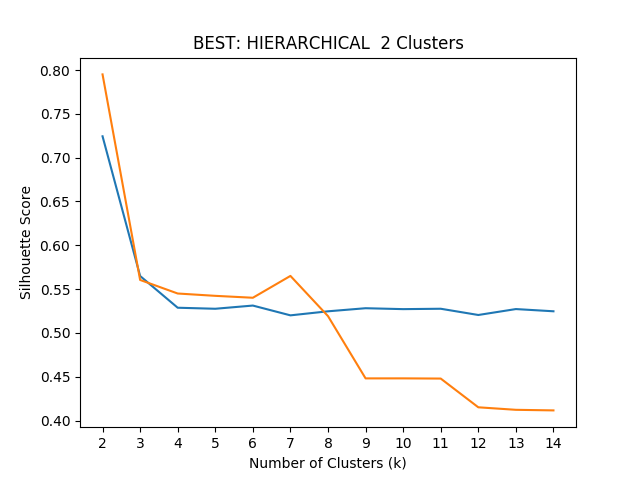 BEST: HIERARCHICAL  2 Clusters
Silhouette Score
0.80
0.75
0.70
0.65
0.60
0.55
0.50
0.45
0.40
2 3 4 5 6 7 8 9 10 11 12 13 14
Number of Clusters (k)